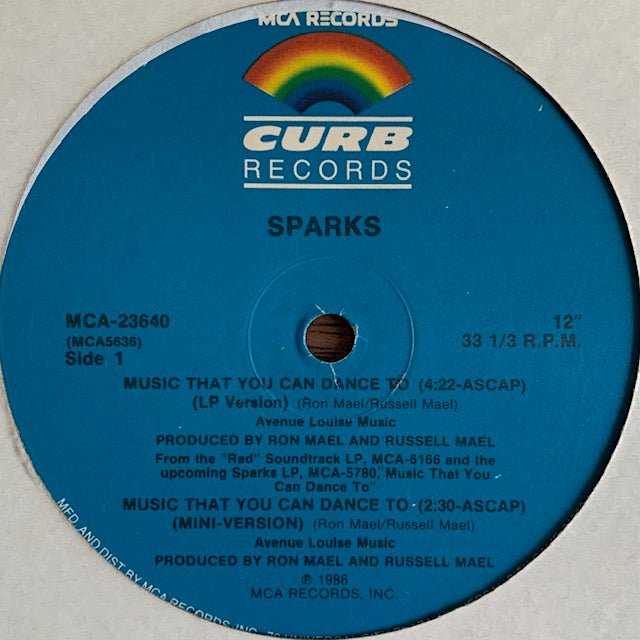 MCA RECORDS
CURB
RECORDS
SPARKS
MCA-23640
(MCA5636)
Side 1
12"
33 1/3 R.P.M.
MUSIC THAT YOU CAN DANCE TO (4:22-ASCAP)
(LP Version) (Ron Mael/Russell Mael)
Avenue Louise Music
PRODUCED BY RON MAEL AND RUSSELL MAEL
From the "Rad" Soundtrack LP, MCA-6166 and the
upcoming Sparks LP, MCA-5780, "Music That You
Can Dance To"
MUSIC THAT YOU CAN DANCE TO (2:30-ASCAP)
(MINI-VERSION) (Ron Mael/Russell Mael)
Avenue Louise Music
PRODUCED BY RON MAEL AND RUSSELL MAEL
℗ 1986
MCA RECORDS, INC.
MFD. AND DIST BY MCA RECORDS, INC., 70 UNIVERSAL